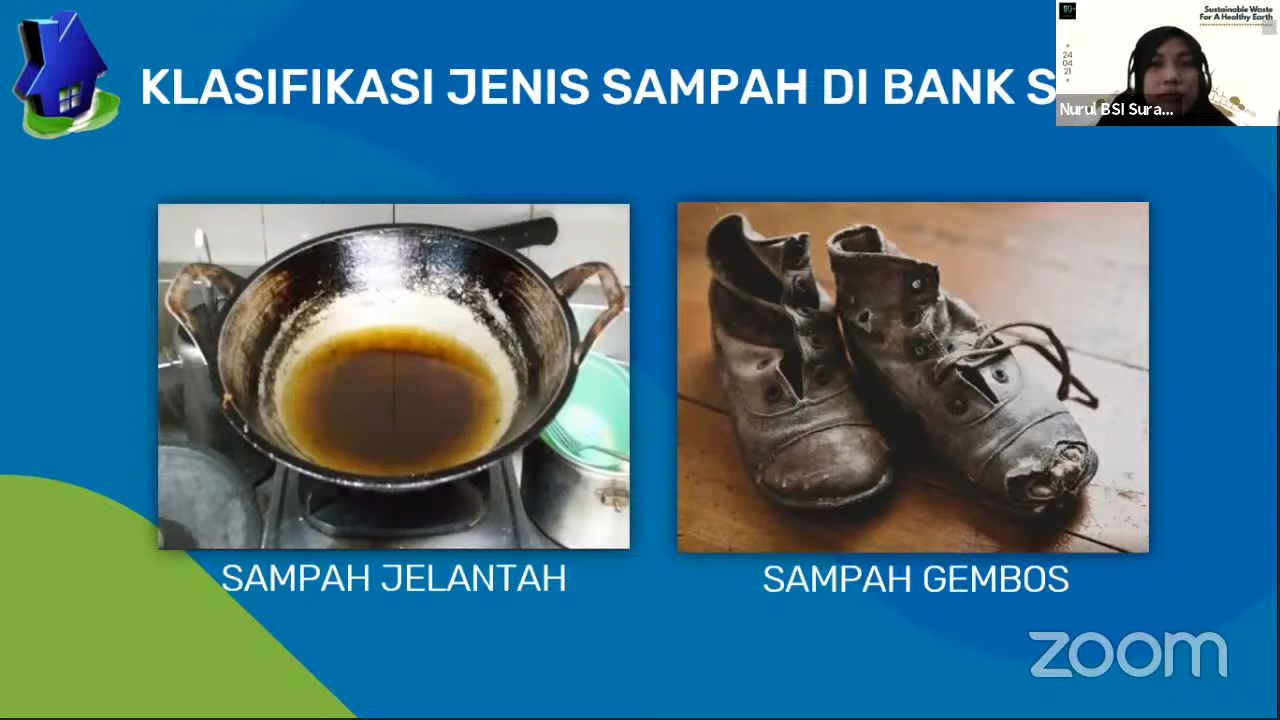 KLASIFIKASI JENIS SAMPAH DI BANK S
Sustainable Waste
For A Healthy Earth
24
04
21
Nurul BSI Sura...
SAMPAH JELANTAH
SAMPAH GEMBOS
zoom